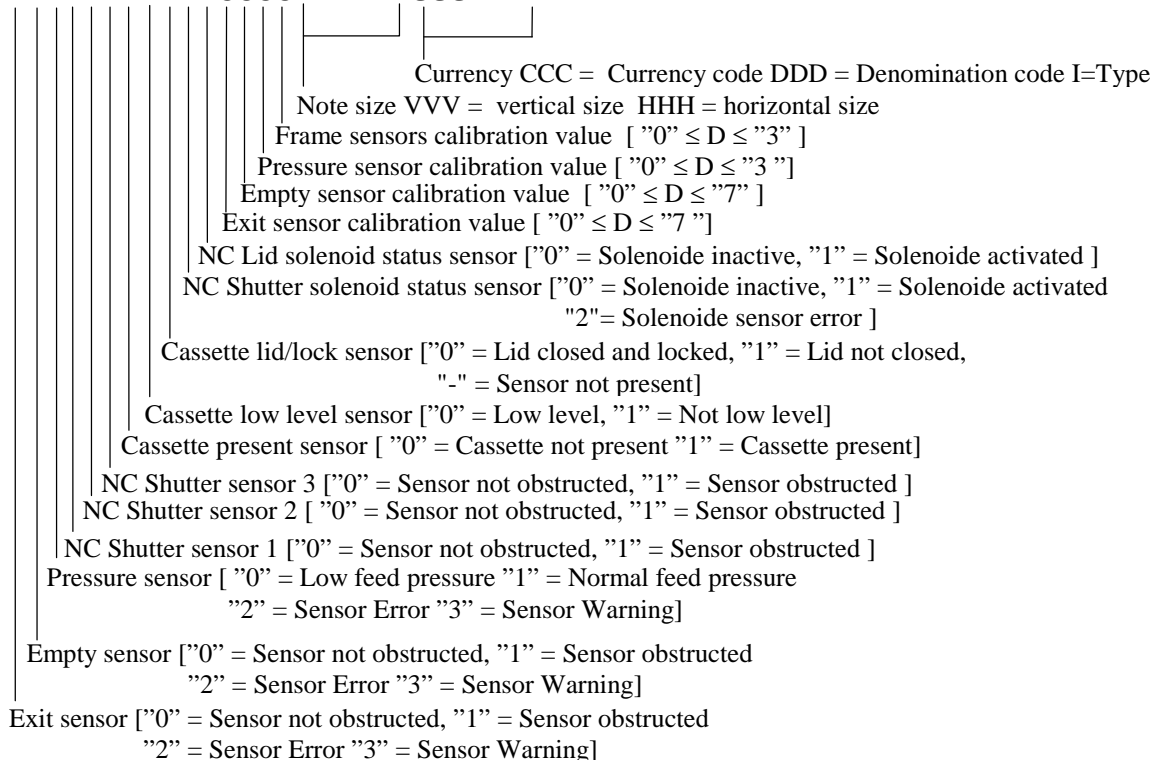 Currency CCC = Currency code DDD = Denomination code I=Type
Note size VVV = vertical size HHH = horizontal size
Frame sensors calibration value [ ”0” ≤ D ≤ ”3” ]
Pressure sensor calibration value [ ”0” ≤ D ≤ ”3 ”]
Empty sensor calibration value [ ”0” ≤ D ≤ ”7” ]
Exit sensor calibration value [ ”0” ≤ D ≤ ”7 ”]
NC Lid solenoid status sensor [”0” = Solenoide inactive, ”1” = Solenoide activated ]
NC Shutter solenoid status sensor [”0” = Solenoide inactive, ”1” = Solenoide activated
"2"= Solenoide sensor error ]
Cassette lid/lock sensor [”0” = Lid closed and locked, ”1” = Lid not closed,
"-" = Sensor not present]
Cassette low level sensor [”0” = Low level, ”1” = Not low level]
Cassette present sensor [ ”0” = Cassette not present ”1” = Cassette present]
NC Shutter sensor 3 [”0” = Sensor not obstructed, ”1” = Sensor obstructed ]
NC Shutter sensor 2 [ ”0” = Sensor not obstructed, ”1” = Sensor obstructed ]
NC Shutter sensor 1 [”0” = Sensor not obstructed, ”1” = Sensor obstructed ]
Pressure sensor [ ”0” = Low feed pressure ”1” = Normal feed pressure
”2” = Sensor Error ”3” = Sensor Warning]
Empty sensor [”0” = Sensor not obstructed, ”1” = Sensor obstructed
”2” = Sensor Error ”3” = Sensor Warning]
Exit sensor [”0” = Sensor not obstructed, ”1” = Sensor obstructed
”2” = Sensor Error ”3” = Sensor Warning]